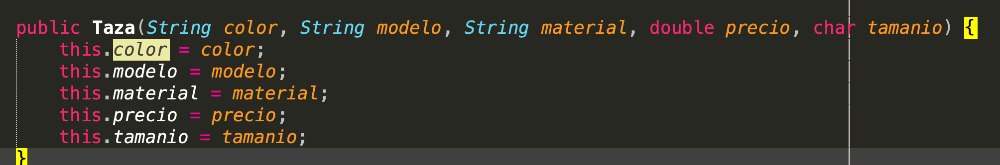 public Taza(String color, String modelo, String material, double precio, char tamanio) {
    this.color = color;
    this.modelo = modelo;
    this.material = material;
    this.precio = precio;
    this.tamanio = tamanio;
}